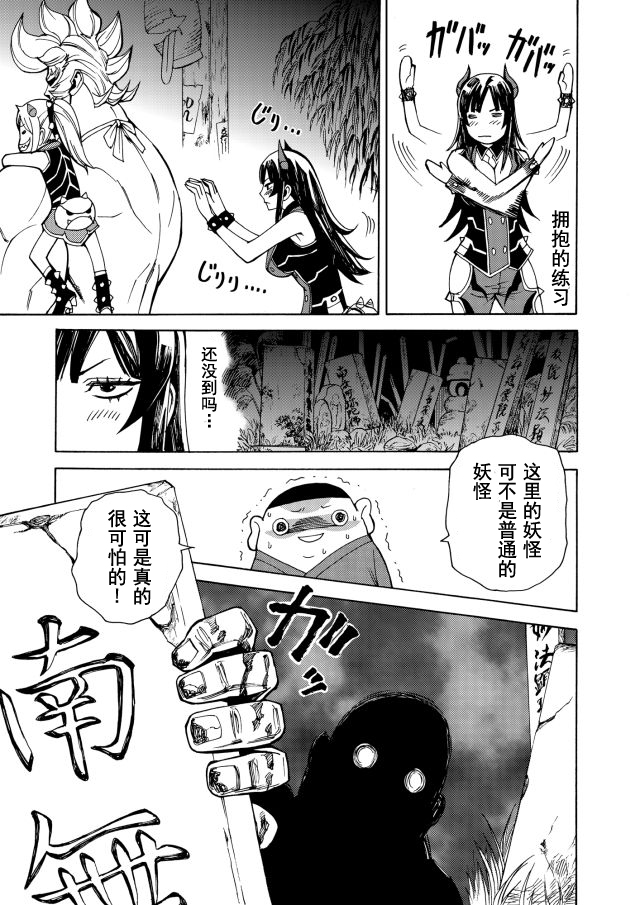 ガバッ
ガバッ
拥抱的练习
じり…
じりり…
还没到吗…
这里的妖怪
可不是普通的
妖怪
这可是真的
很可怕的！
ガッ
南無